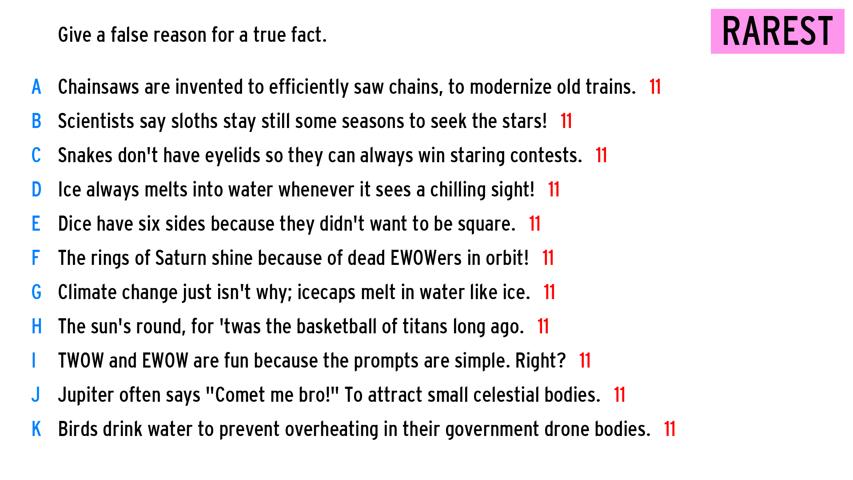 Give a false reason for a true fact.
RAREST
A Chainsaws are invented to efficiently saw chains, to modernize old trains. 11
B Scientists say sloths stay still some seasons to seek the stars! 11
C Snakes don't have eyelids so they can always win staring contests. 11
D Ice always melts into water whenever it sees a chilling sight! 11
E Dice have six sides because they didn't want to be square. 11
F The rings of Saturn shine because of dead EWOWers in orbit! 11
G Climate change just isn't why; icecaps melt in water like ice. 11
H The sun's round, for 'twas the basketball of titans long ago. 11
I TWOW and EWOW are fun because the prompts are simple. Right? 11
J Jupiter often says "Comet me bro!" To attract small celestial bodies. 11
K Birds drink water to prevent overheating in their government drone bodies. 11